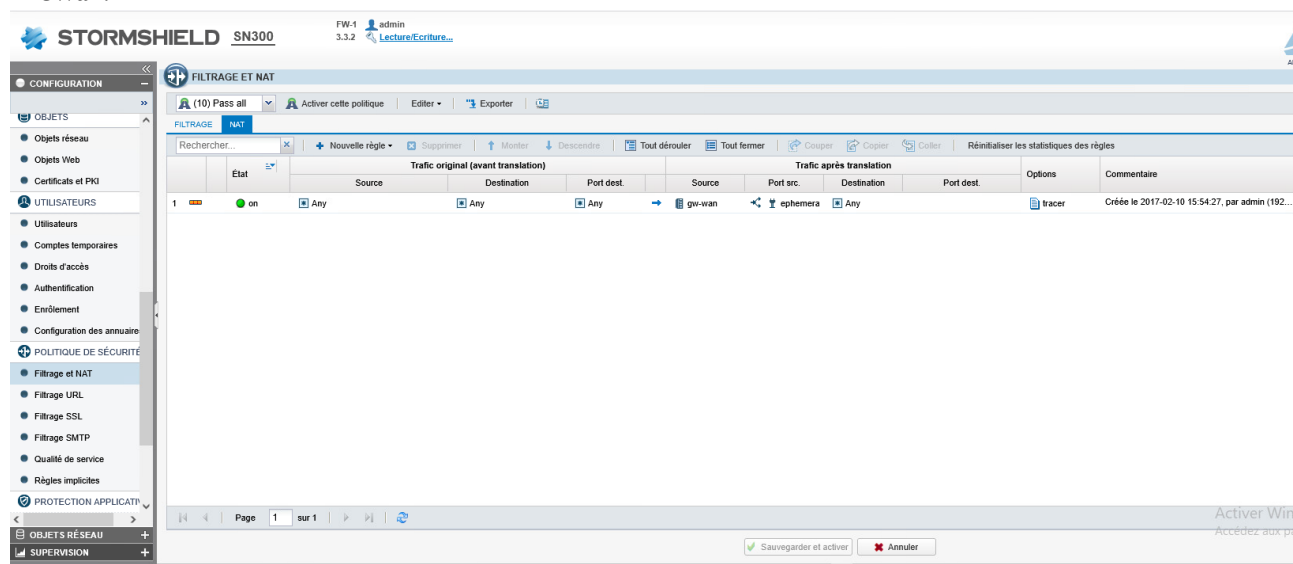 STORMSHIELD SN300
FW-1 admin
3.3.2 Lecture/Ecriture...
CONFIGURATION
OBJETS
Objets réseau
Objets Web
Certificats et PKI
UTILISATEURS
Utilisateurs
Comptes temporaires
Droits d'accès
Authentification
Enrôlement
Configuration des annuaire
POLITIQUE DE SÉCURITÉ
Filtrage et NAT
Filtrage URL
Filtrage SSL
Filtrage SMTP
Qualité de service
Règles implicites
PROTECTION APPLICATI
OBJETS RÉSEAU
SUPERVISION
FILTRAGE ET NAT
(10) Pass all Activer cette politique Editer Exporter
FILTRAGE NAT
Rechercher... Nouvelle règle Supprimer Monter Descendre Tout dérouler Tout fermer Couper Copier Coller Réinitialiser les statistiques des règles
État Trafic original (avant translation) Trafic après translation Options Commentaire
Source Destination Port dest. Source Port src. Destination Port dest.
1 on Any Any Any gw-wan ephemera Any tracer Créée le 2017-02-10 15:54:27, par admin (192...
Page 1 sur 1
Sauvegarder et activer Annuler
Activer Win
Accédez aux p